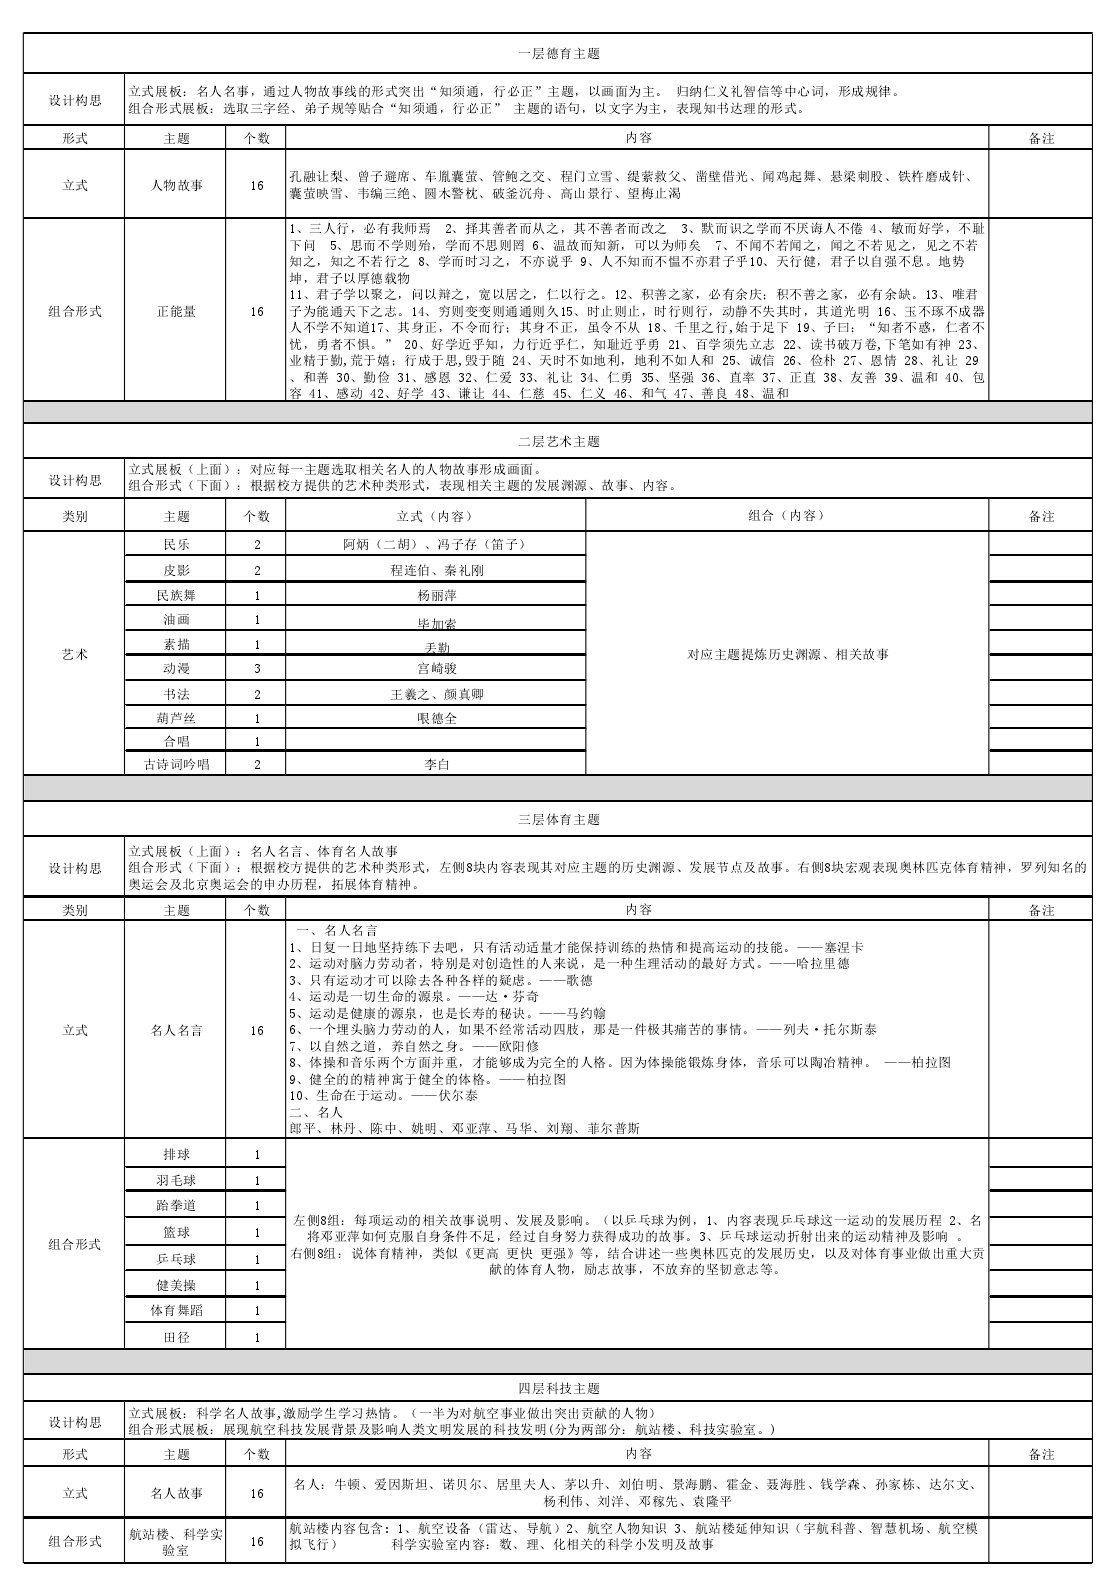 一层德育主题
设计构思
立式展板：名人名事，通过人物故事线的形式突出“知须通，行必正”主题，以画面为主。 归纳仁义礼智信等中心词，形成规律。
组合形式展板：选取三字经、弟子规等贴合“知须通，行必正” 主题的语句，以文字为主，表现知书达理的形式。
形式 主题 个数 内容 备注
立式 人物故事 16
孔融让梨、曾子避席、车胤囊萤、管鲍之交、程门立雪、缇萦救父、凿壁借光、闻鸡起舞、悬梁刺股、铁杵磨成针、
囊萤映雪、韦编三绝、圆木警枕、破釜沉舟、高山景行、望梅止渴
组合形式 正能量 16
1、三人行，必有我师焉 2、择其善者而从之，其不善者而改之 3、默而识之学而不厌诲人不倦 4、敏而好学，不耻
下问 5、思而不学则殆，学而不思则罔 6、温故而知新，可以为师矣 7、不闻不若闻之，闻之不若见之，见之不若
知之，知之不若行之 8、学而时习之，不亦说乎 9、人不知而不愠不亦君子乎10、天行健，君子以自强不息。地势
坤，君子以厚德载物
11、君子学以聚之，问以辩之，宽以居之，仁以行之。12、积善之家，必有余庆；积不善之家，必有余缺。13、唯君
子为能通天下之志。14、穷则变变则通通则久15、时止则止，时行则行，动静不失其时，其道光明 16、玉不琢不成器
人不学不知道17、其身正，不令而行；其身不正，虽令不从 18、千里之行,始于足下 19、子曰：“知者不惑，仁者不
忧，勇者不惧。” 20、好学近乎知，力行近乎仁，知耻近乎勇 21、百学须先立志 22、读书破万卷,下笔如有神 23、
业精于勤,荒于嬉；行成于思,毁于随 24、天时不如地利，地利不如人和 25、诚信 26、俭朴 27、恩情 28、礼让 29
、和善 30、勤俭 31、感恩 32、仁爱 33、礼让 34、仁勇 35、坚强 36、直率 37、正直 38、友善 39、温和 40、包
容 41、感动 42、好学 43、谦让 44、仁慈 45、仁义 46、和气 47、善良 48、温和
二层艺术主题
设计构思
立式展板（上面）：对应每一主题选取相关名人的人物故事形成画面。
组合形式（下面）：根据校方提供的艺术种类形式，表现相关主题的发展渊源、故事、内容。
类别 主题 个数 立式（内容） 组合（内容） 备注
艺术
民乐 2 阿炳（二胡）、冯子存（笛子）
皮影 2 程连伯、秦礼刚
民族舞 1 杨丽萍
油画 1 毕加索
素描 1 丢勒
对应主题提炼历史渊源、相关故事
动漫 3 宫崎骏
书法 2 王羲之、颜真卿
葫芦丝 1 哏德全
合唱 1
古诗词吟唱 2 李白
三层体育主题
设计构思
立式展板（上面）：名人名言、体育名人故事
组合形式（下面）：根据校方提供的艺术种类形式，左侧8块内容表现其对应主题的历史渊源、发展节点及故事。右侧8块宏观表现奥林匹克体育精神，罗列知名的
奥运会及北京奥运会的申办历程，拓展体育精神。
类别 主题 个数 内容 备注
立式 名人名言 16
一、名人名言
1、日复一日地坚持练下去吧，只有活动适量才能保持训练的热情和提高运动的技能。——塞涅卡
2、运动对脑力劳动者，特别是对创造性的人来说，是一种生理活动的最好方式。——哈拉里德
3、只有运动才可以除去各种各样的疑虑。——歌德
4、运动是一切生命的源泉。——达·芬奇
5、运动是健康的源泉，也是长寿的秘诀。——马约翰
6、一个埋头脑力劳动的人，如果不经常活动四肢，那是一件极其痛苦的事情。——列夫·托尔斯泰
7、以自然之道，养自然之身。——欧阳修
8、体操和音乐两个方面并重，才能够成为完全的人格。因为体操能锻炼身体，音乐可以陶冶精神。 ——柏拉图
9、健全的的精神寓于健全的体格。——柏拉图
10、生命在于运动。——伏尔泰
二、名人
郎平、林丹、陈中、姚明、邓亚萍、马华、刘翔、菲尔普斯
组合形式
排球 1
羽毛球 1
跆拳道 1
篮球 1
乒乓球 1
健美操 1
体育舞蹈 1
田径 1
左侧8组：每项运动的相关故事说明、发展及影响。（以乒乓球为例，1、内容表现乒乓球这一运动的发展历程 2、名
将邓亚萍如何克服自身条件不足，经过自身努力获得成功的故事。3、乒乓球运动折射出来的运动精神及影响 。
右侧8组：说体育精神，类似《更高 更快 更强》等，结合讲述一些奥林匹克的发展历史，以及对体育事业做出重大贡
献的体育人物，励志故事，不放弃的坚韧意志等。
四层科技主题
设计构思
立式展板：科学名人故事,激励学生学习热情。（一半为对航空事业做出突出贡献的人物）
组合形式展板：展现航空科技发展背景及影响人类文明发展的科技发明(分为两部分：航站楼、科技实验室。)
形式 主题 个数 内容 备注
立式 名人故事 16
名人：牛顿、爱因斯坦、诺贝尔、居里夫人、茅以升、刘伯明、景海鹏、霍金、聂海胜、钱学森、孙家栋、达尔文、
杨利伟、刘洋、邓稼先、袁隆平
组合形式
航站楼、科学实
验室
16
航站楼内容包含：1、航空设备（雷达、导航）2、航空人物知识 3、航站楼延伸知识（宇航科普、智慧机场、航空模
拟飞行） 科学实验室内容：数、理、化相关的科学小发明及故事